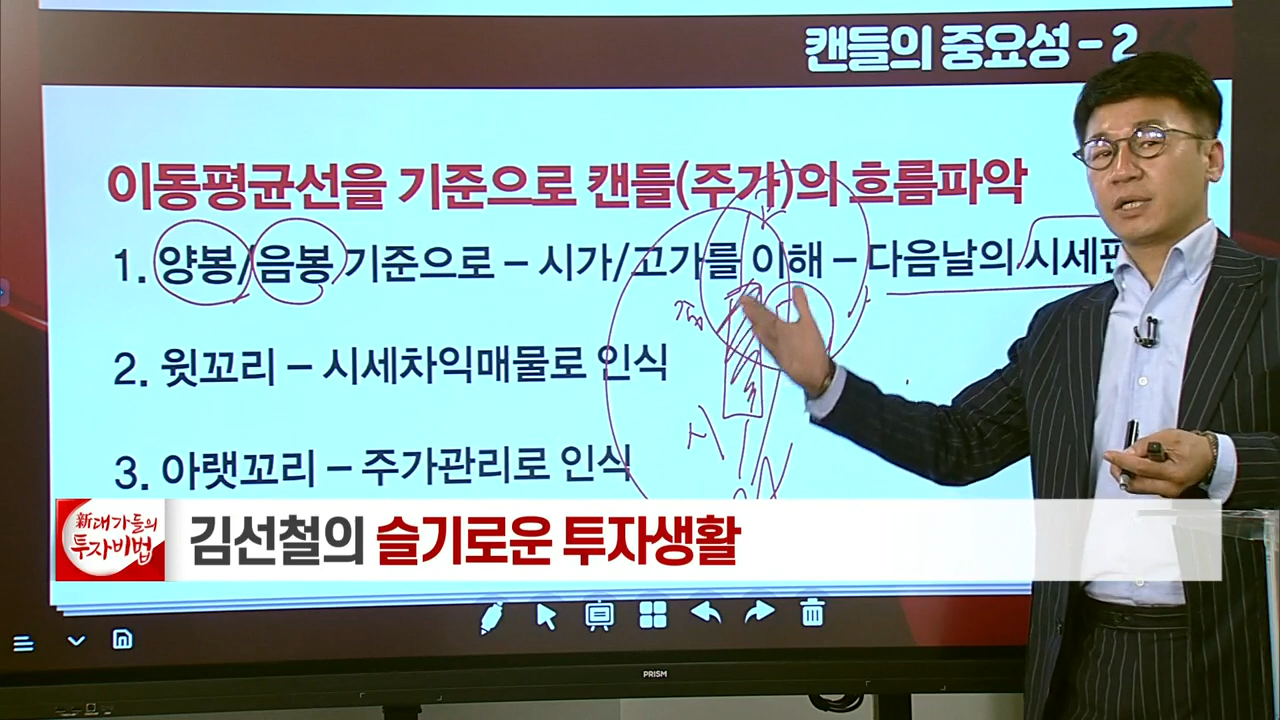 캔들의 중요성 - 2
이동평균선을 기준으로 캔들(주가)의 흐름파악
1. 양봉/음봉 기준으로 – 시가/고가를 이해 – 다음날의 시세판
2. 윗꼬리 – 시세차익매물로 인식
3. 아랫꼬리 – 주가관리로 인식
新대가들의
투자비법
김선철의 슬기로운 투자생활
PRISM